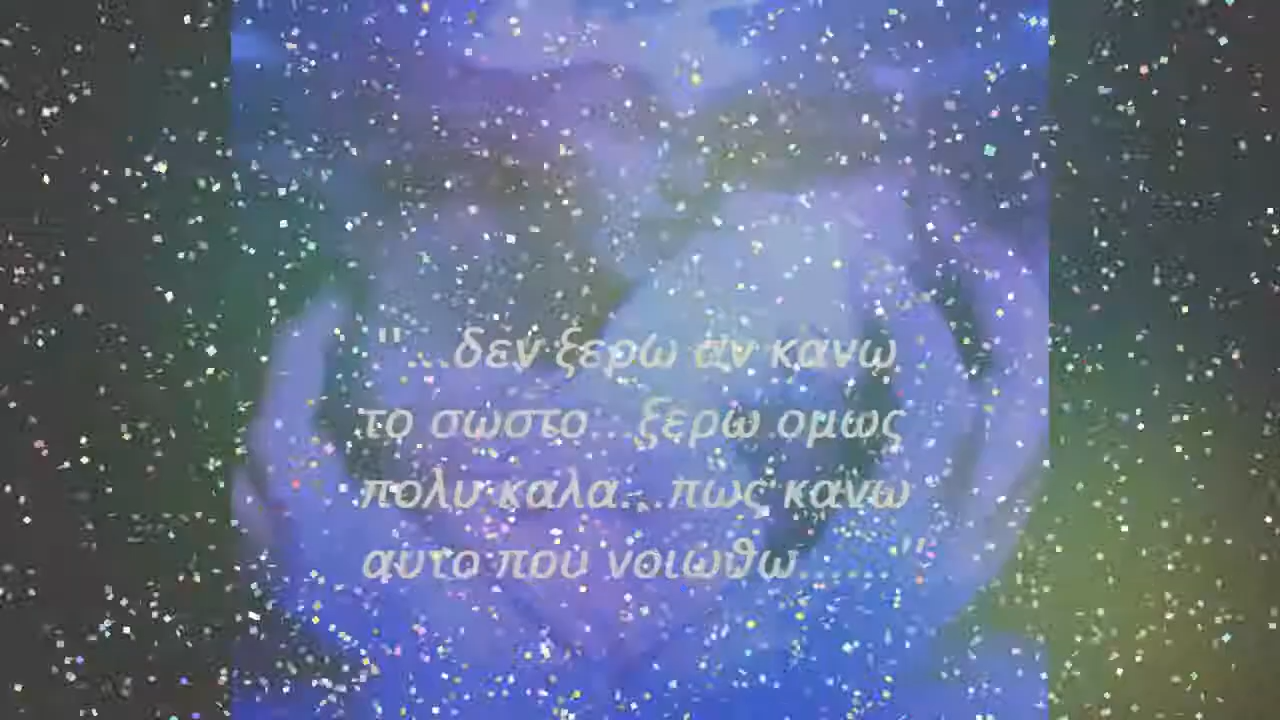 "...δεν ξερω αν κανω
το σωστο...ξερω ομως
πολυ καλα...πως κανω
αυτο που νοιωθω......"